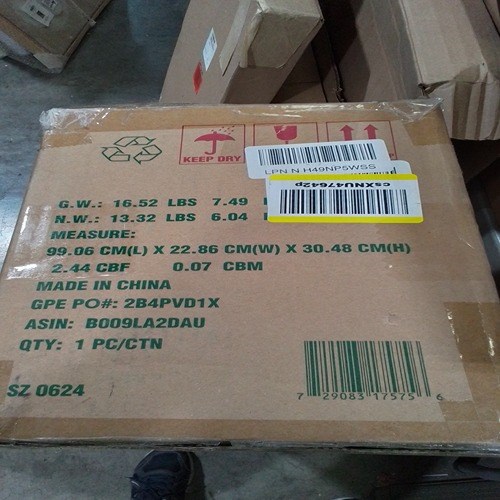 KEEP DRY
LPN N H49NP5WSS
csXNU47642p
G.W.: 16.52 LBS 7.49
N.W.: 13.32 LBS 6.04
MEASURE:
99.06 CM(L) X 22.86 CM(W) X 30.48 CM(H)
2.44 CBF 0.07 CBM
MADE IN CHINA
GPE PO#: 2B4PVD1X
ASIN: B009LA2DAU
QTY: 1 PC/CTN
SZ 0624
7 29083 17575 6